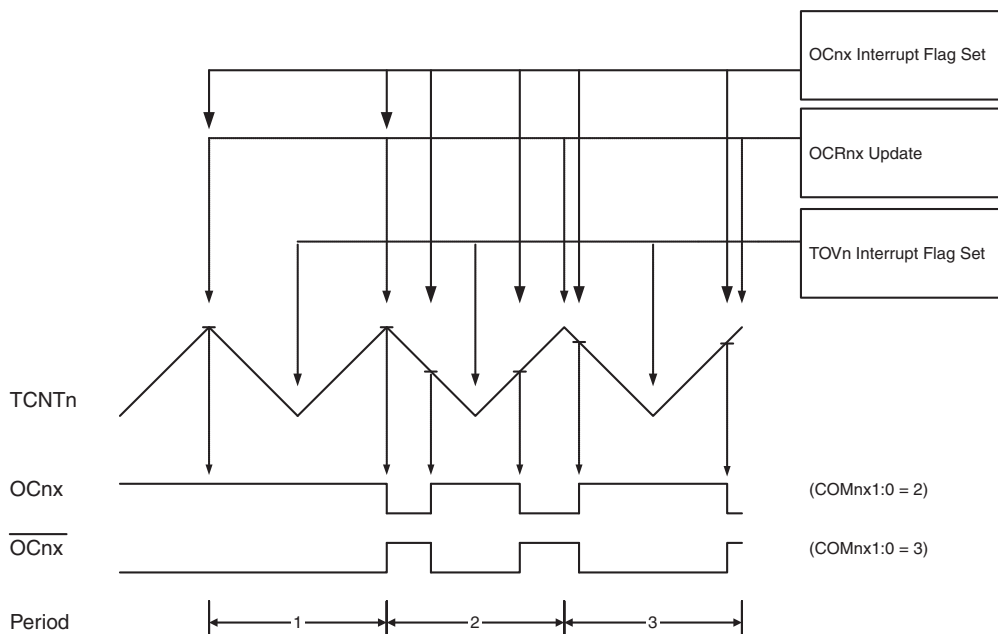 OCnx Interrupt Flag Set
OCRnx Update
TOVn Interrupt Flag Set
TCNTn
OCnx
(COMnx1:0 = 2)
OCnx
(COMnx1:0 = 3)
Period
1
2
3